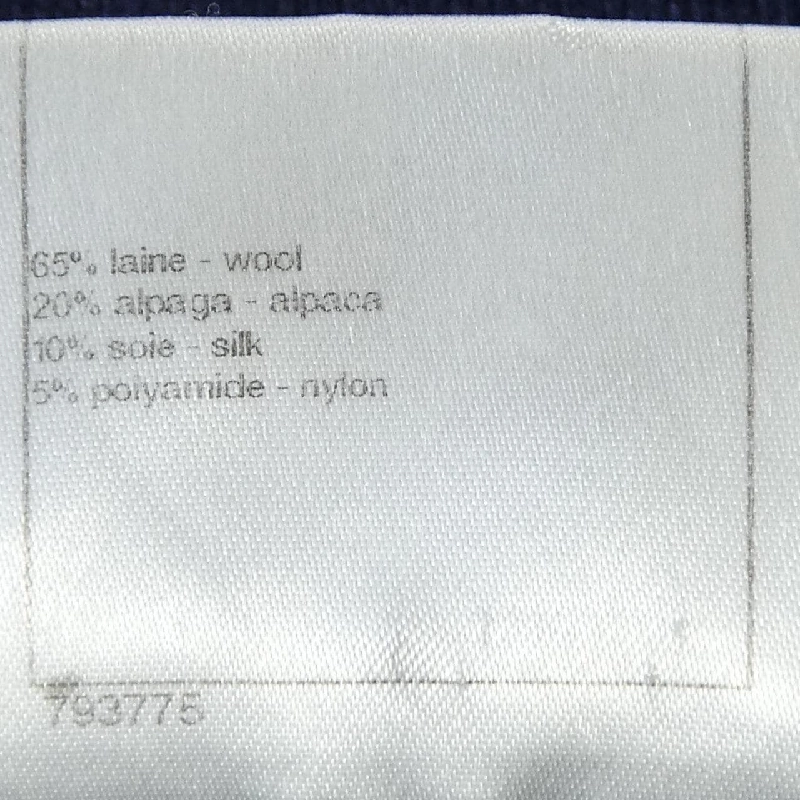 65% laine - wool
20% alpaga - alpaca
10% soie - silk
5% polyamide - nylon
793775